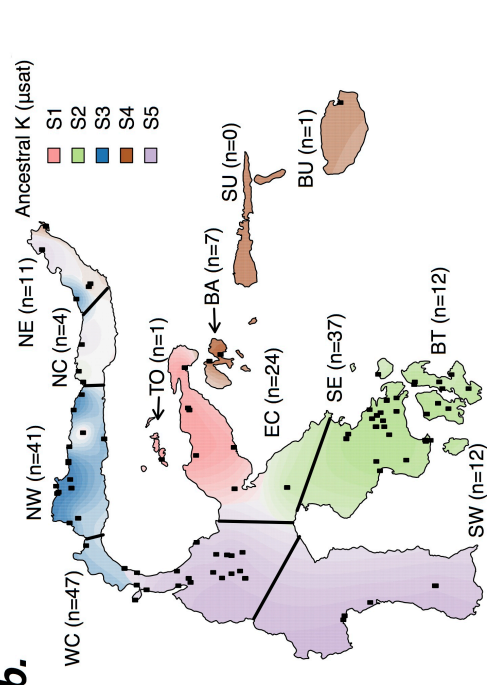 b.
Ancestral K (µsat)
S1
S2
S3
S4
S5
NE (n=11)
NC (n=4)
NW (n=41)
WC (n=47)
TO (n=1)
BA (n=7)
SU (n=0)
BU (n=1)
EC (n=24)
SE (n=37)
BT (n=12)
SW (n=12)